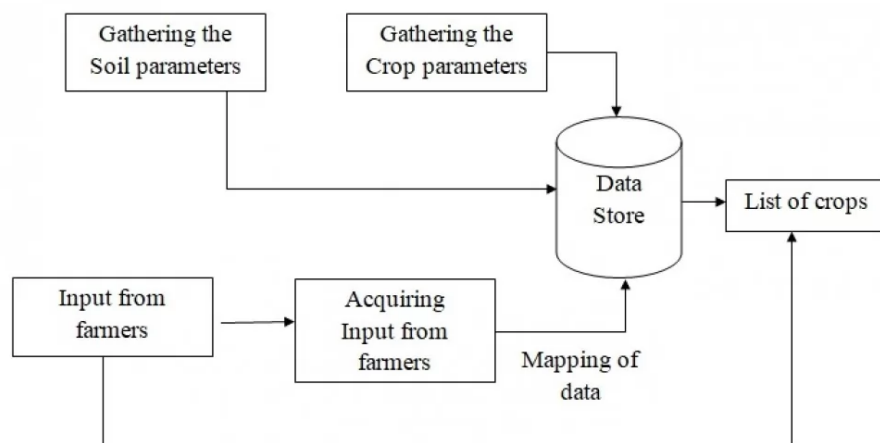 Gathering the
Soil parameters
Gathering the
Crop parameters
Data
Store
List of crops
Input from
farmers
Acquiring
Input from
farmers
Mapping of
data